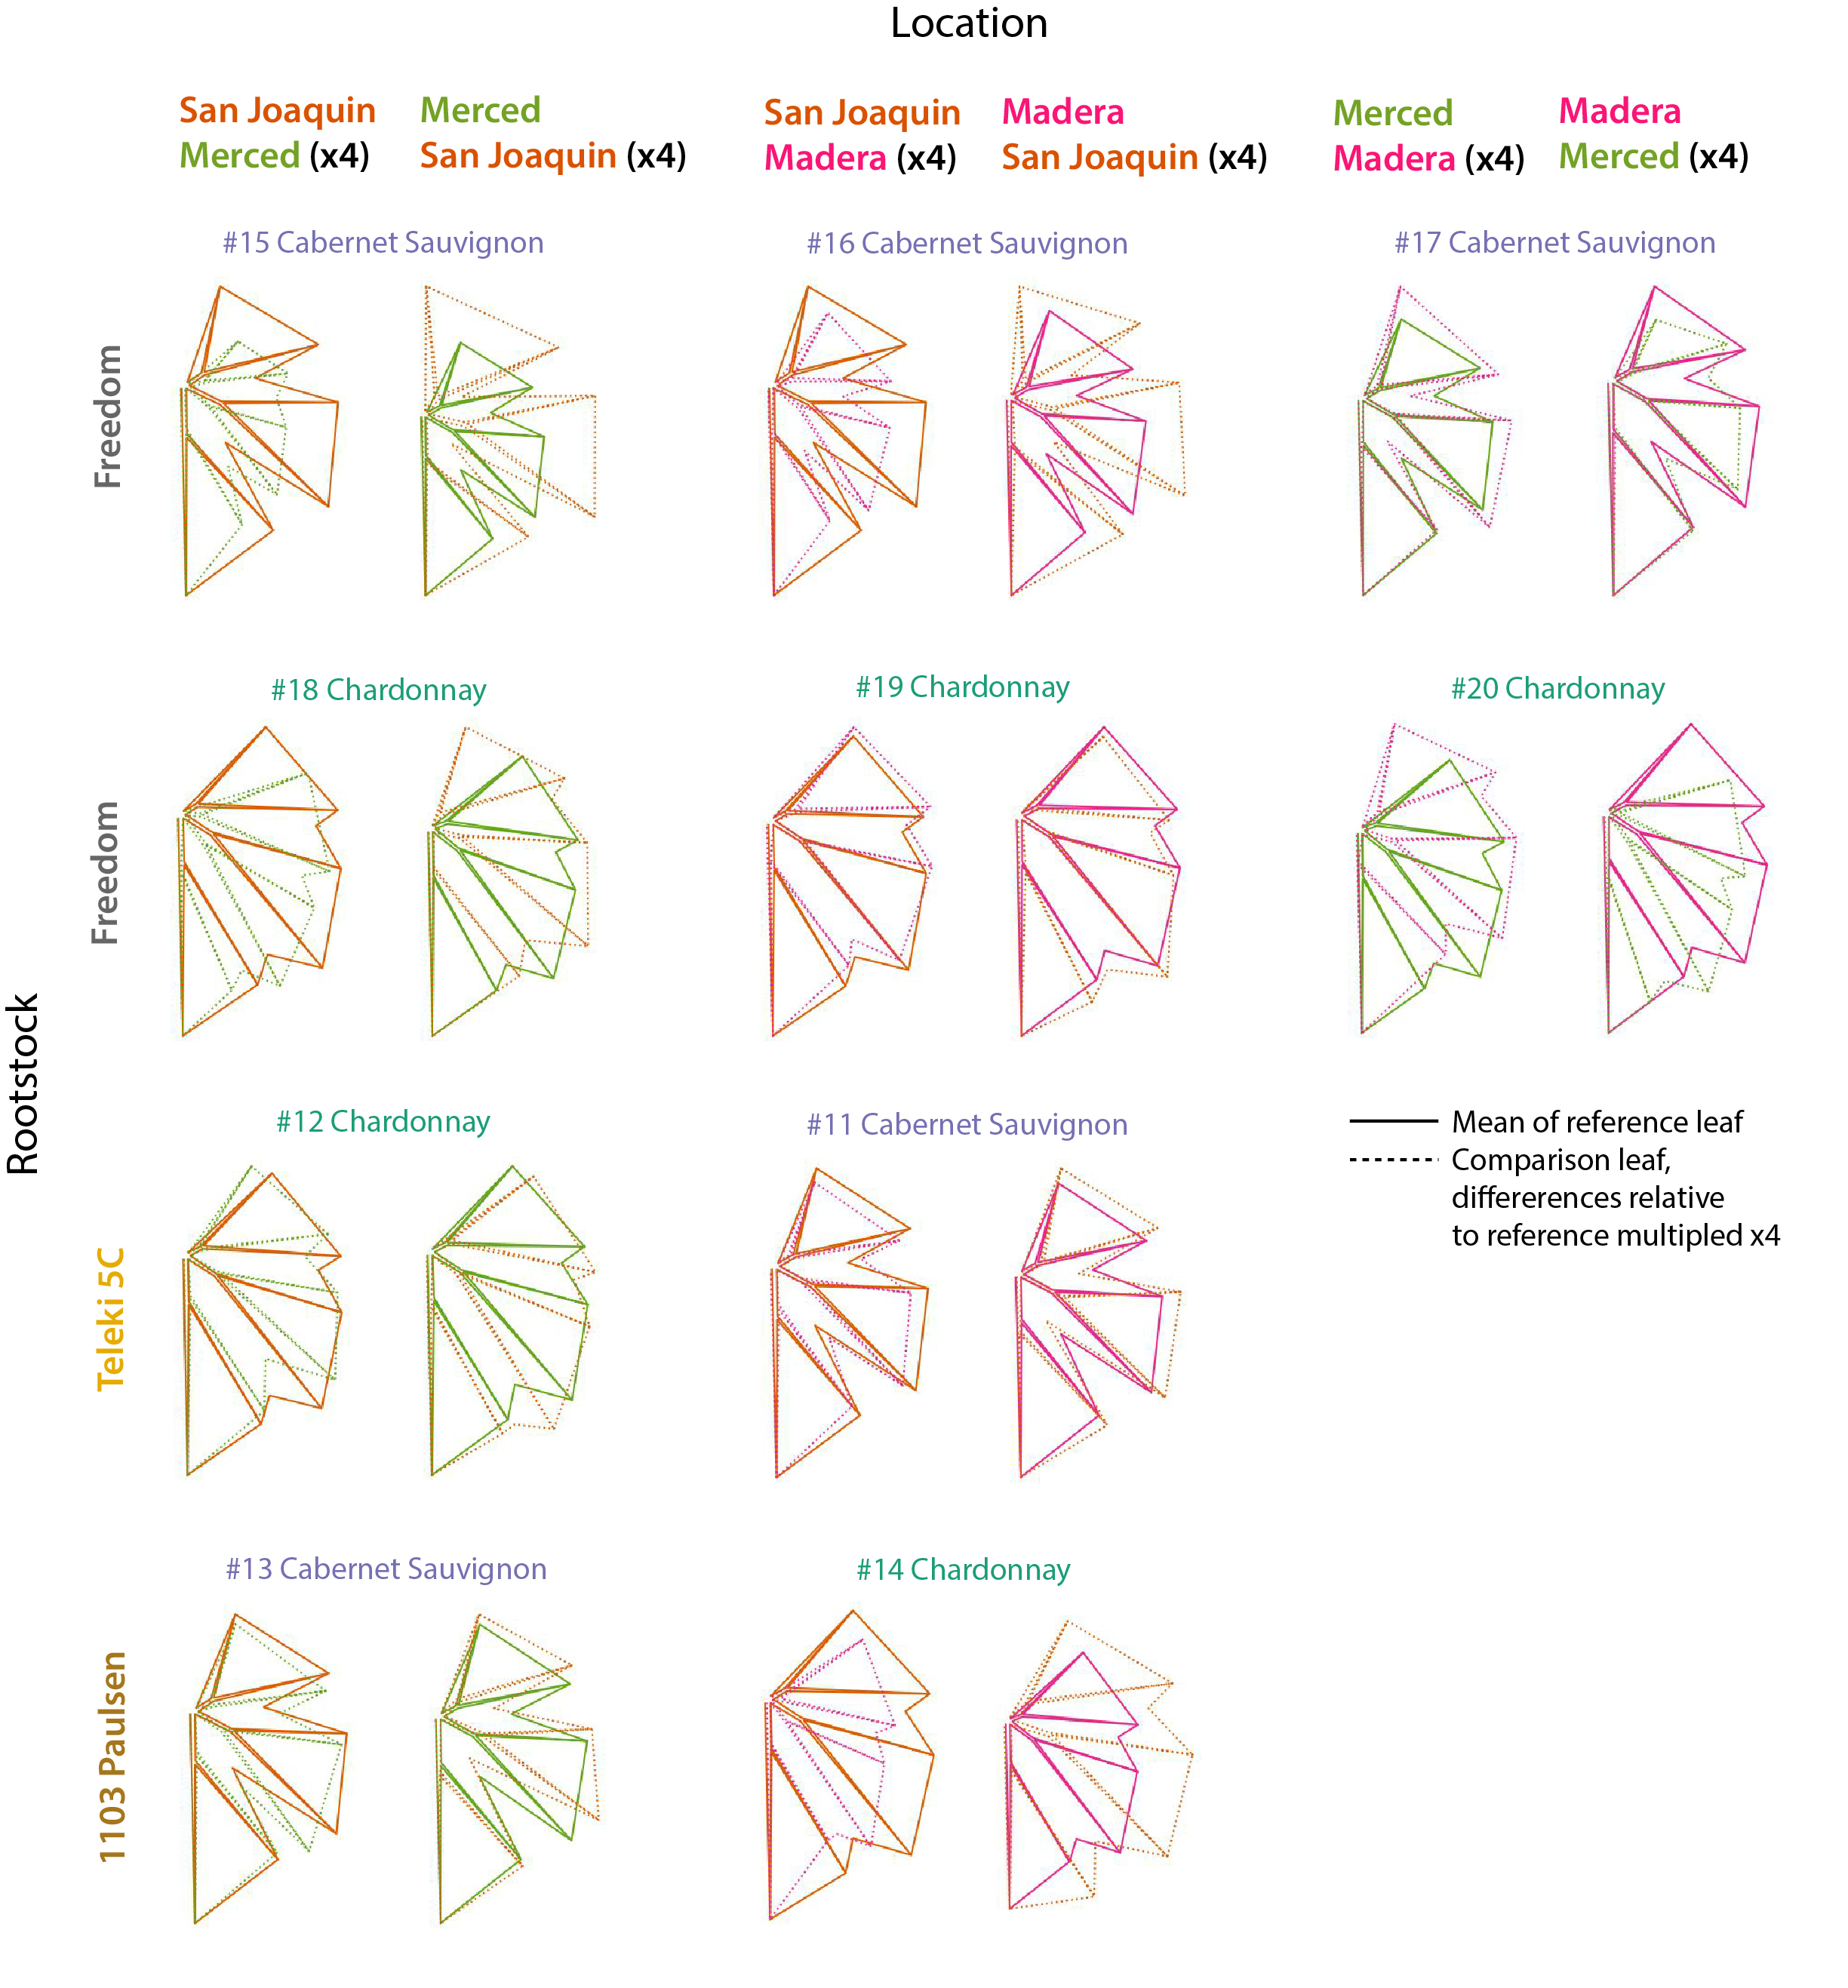 Location
San Joaquin
Merced (x4)
Merced
San Joaquin (x4)
San Joaquin
Madera (x4)
Madera
San Joaquin (x4)
Merced
Madera (x4)
Madera
Merced (x4)
Rootstock
Freedom
#15 Cabernet Sauvignon
#16 Cabernet Sauvignon
#17 Cabernet Sauvignon
Freedom
#18 Chardonnay
#19 Chardonnay
#20 Chardonnay
Teleki 5C
#12 Chardonnay
#11 Cabernet Sauvignon
Mean of reference leaf
Comparison leaf,
differerences relative
to reference multipled x4
1103 Paulsen
#13 Cabernet Sauvignon
#14 Chardonnay